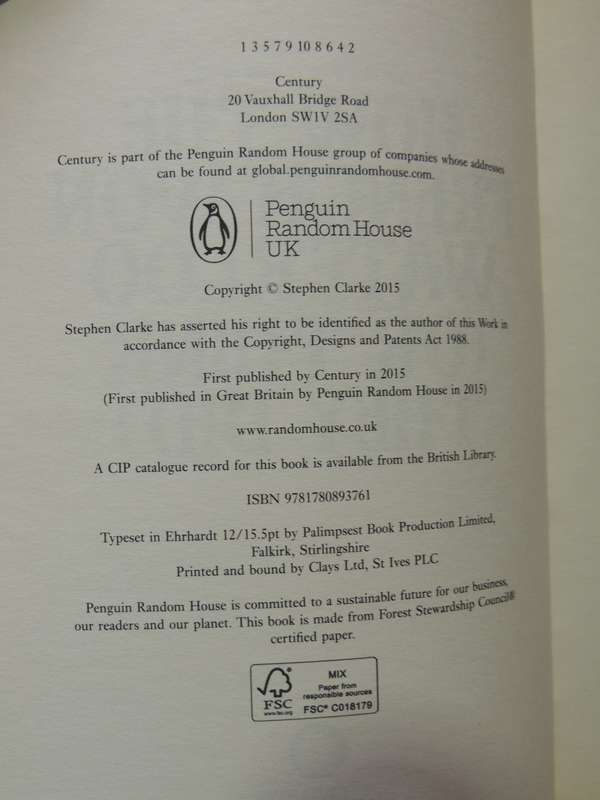 1 3 5 7 9 10 8 6 4 2
Century
20 Vauxhall Bridge Road
London SW1V 2SA
Century is part of the Penguin Random House group of companies whose addresses
can be found at global.penguinrandomhouse.com.
Penguin
Random House
UK
Copyright © Stephen Clarke 2015
Stephen Clarke has asserted his right to be identified as the author of this Work in
accordance with the Copyright, Designs and Patents Act 1988.
First published by Century in 2015
(First published in Great Britain by Penguin Random House in 2015)
www.randomhouse.co.uk
A CIP catalogue record for this book is available from the British Library.
ISBN 9781780893761
Typeset in Ehrhardt 12/15.5pt by Palimpsest Book Production Limited,
Falkirk, Stirlingshire
Printed and bound by Clays Ltd, St Ives PLC
Penguin Random House is committed to a sustainable future for our business,
our readers and our planet. This book is made from Forest Stewardship Council®
certified paper.
FSC
www.fsc.org
MIX
Paper from
responsible sources
FSC® C018179